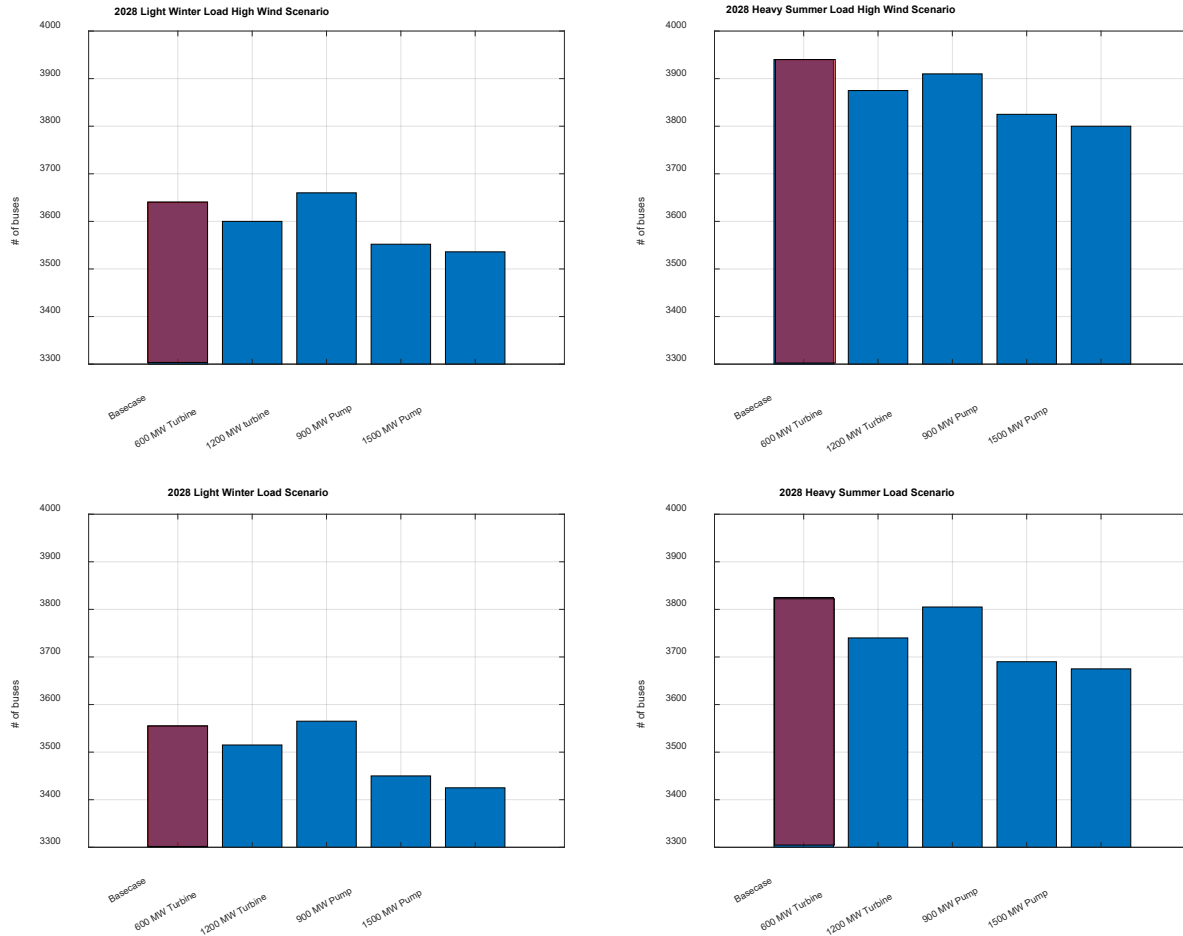 2028 Light Winter Load High Wind Scenario
4000
3900
3800
3700
3600
3500
3400
3300
# of buses
Basecase
600 MW Turbine
1200 MW turbine
900 MW Pump
1500 MW Pump
2028 Heavy Summer Load High Wind Scenario
4000
3900
3800
3700
3600
3500
3400
3300
# of buses
Basecase
600 MW Turbine
1200 MW Turbine
900 MW Pump
1500 MW Pump
2028 Light Winter Load Scenario
4000
3900
3800
3700
3600
3500
3400
3300
# of buses
Basecase
600 MW Turbine
1200 MW Turbine
900 MW Pump
1500 MW Pump
2028 Heavy Summer Load Scenario
4000
3900
3800
3700
3600
3500
3400
3300
# of buses
Basecase
600 MW Turbine
1200 MW Turbine
900 MW Pump
1500 MW Pump